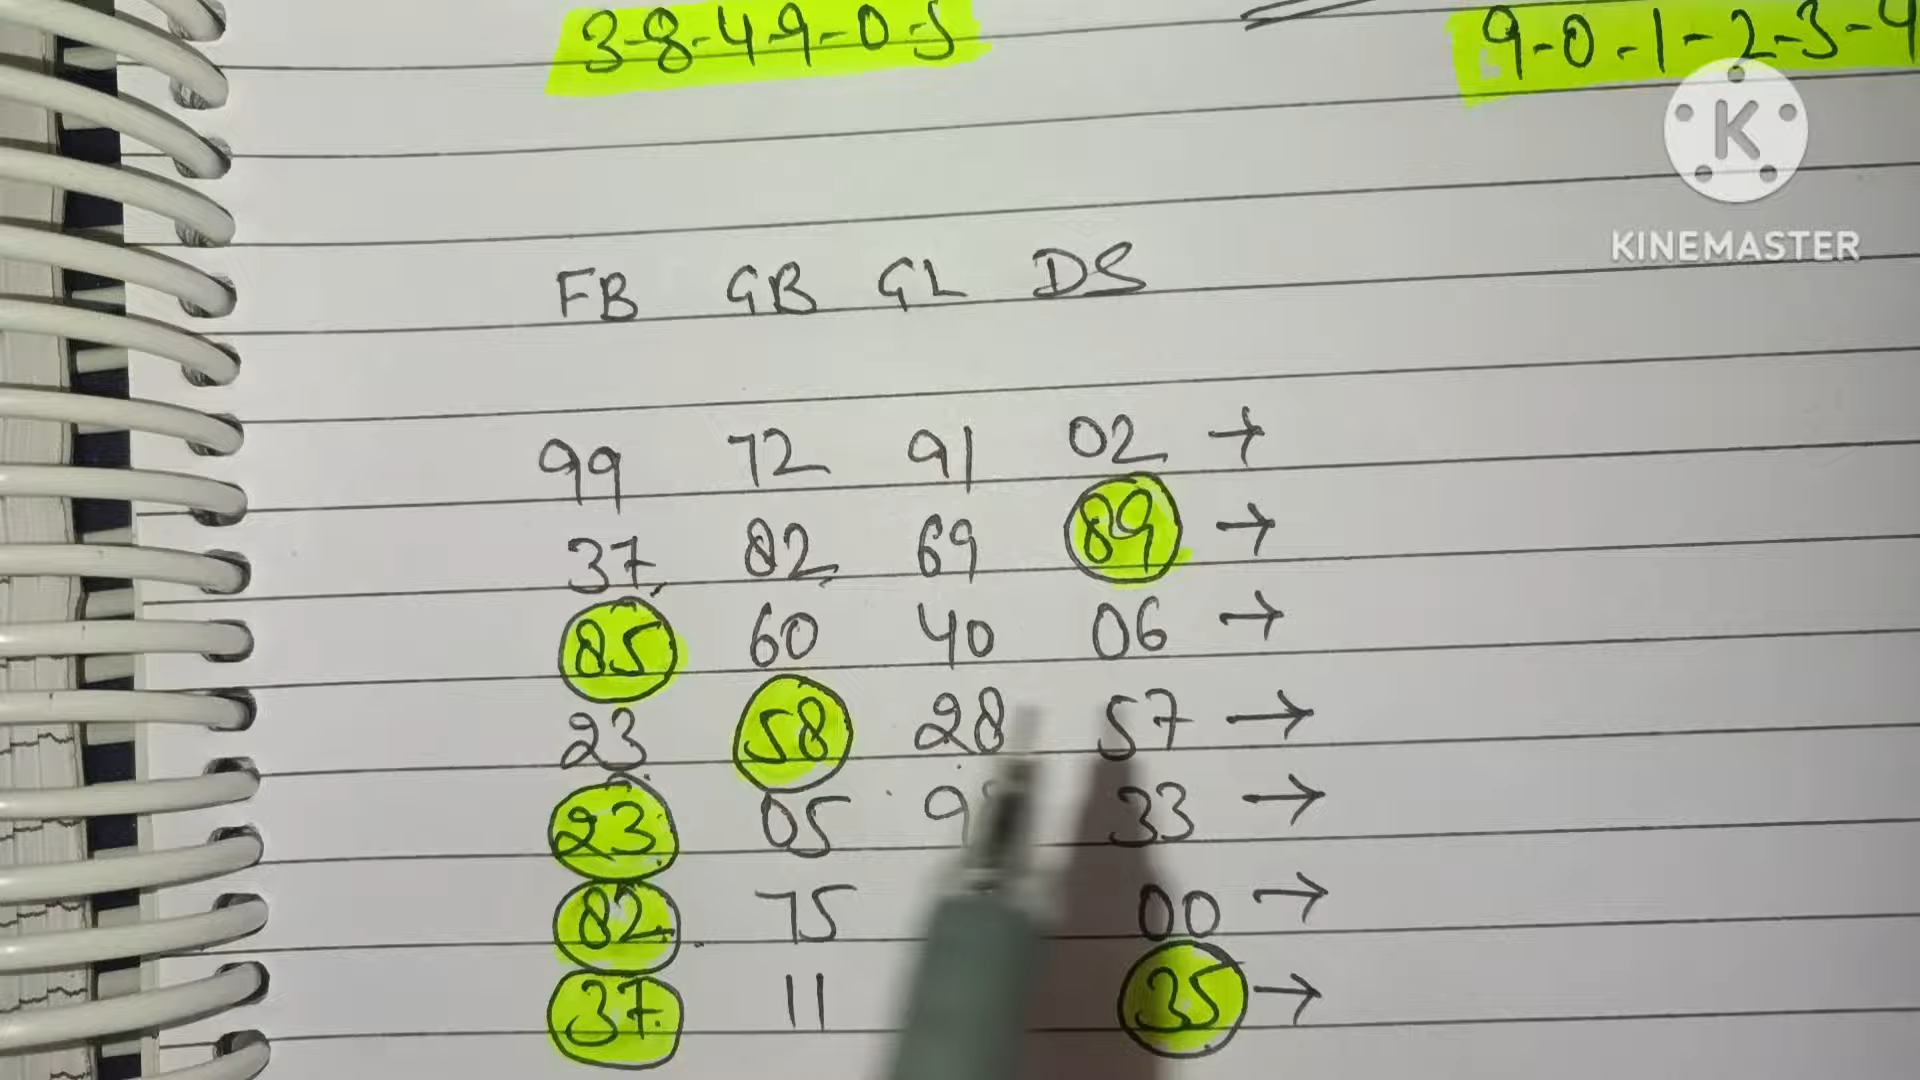 3-8-4-9-0-5
9-0-1-2-3-4
K
KINEMASTER
FB GB GL DS
99 72 91 02 →
37 82 69 89 →
85 60 40 06 →
23 58 28 57 →
23 05 33 →
82 75 00 →
37 11 35 →